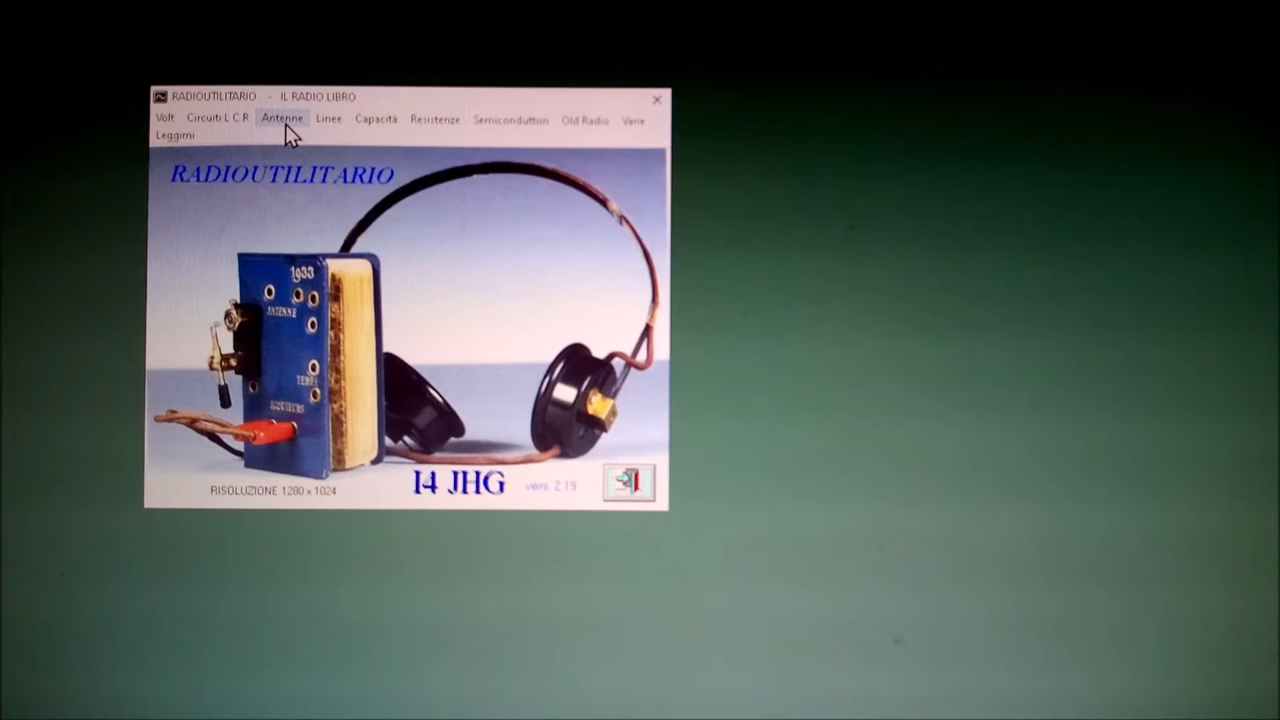 RADIOUTILITARIO - IL RADIO LIBRO
Volt Circuiti L C R Antenne Linee Capacità Resistenze Semiconduttori Old Radio Varie
Leggimi
RADIOUTILITARIO
1933
ANTENNE
TERRE
ECOUTEURS
RISOLUZIONE 1280 x 1024
I4 JHG
vers. 2.19